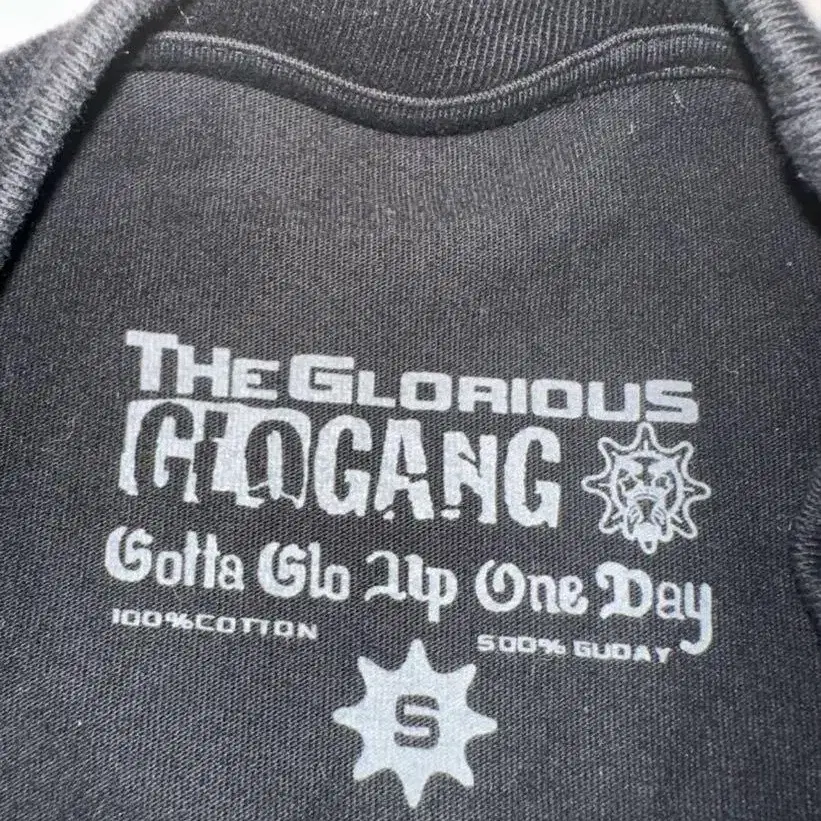 THE GLORIOUS
GLOGANG
Gotta Glo Up One Day
100%COTTON
500% GUDAY
S